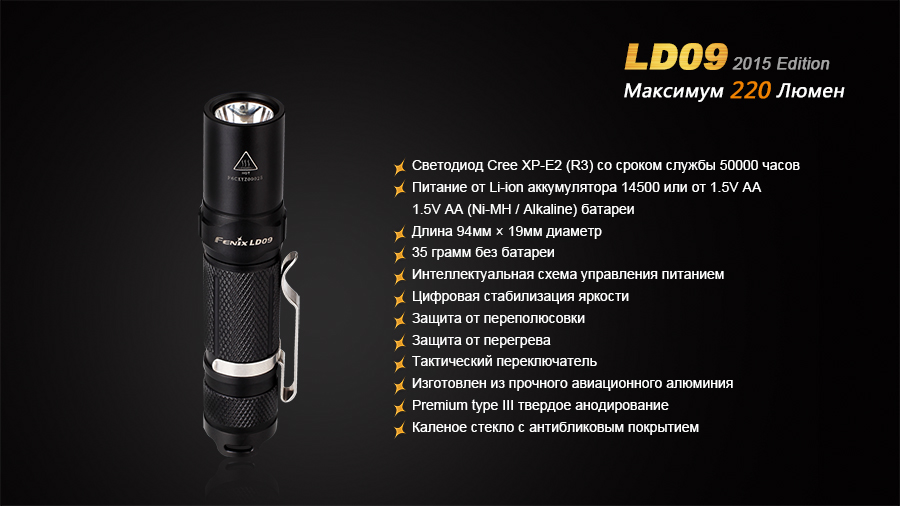 LD09 2015 Edition
Максимум 220 Люмен
Светодиод Cree XP-E2 (R3) со сроком службы 50000 часов
Питание от Li-ion аккумулятора 14500 или от 1.5V AA
1.5V AA (Ni-MH / Alkaline) батареи
Длина 94мм × 19мм диаметр
35 грамм без батареи
Интеллектуальная схема управления питанием
Цифровая стабилизация яркости
Защита от переполюсовки
Защита от перегрева
Тактический переключатель
Изготовлен из прочного авиационного алюминия
Premium type III твердое анодирование
Каленое стекло с антибликовым покрытием
FENIX LD09